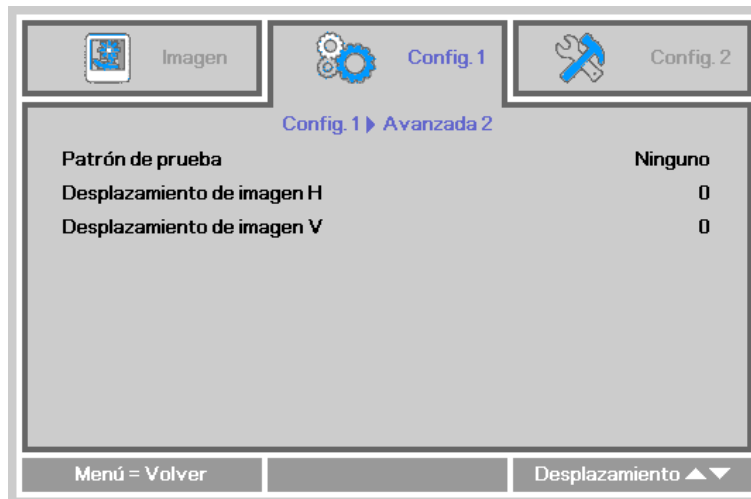 Imagen
Config. 1
Config. 2
Config. 1 ▶ Avanzada 2
Patrón de prueba Ninguno
Desplazamiento de imagen H 0
Desplazamiento de imagen V 0
Menú = Volver
Desplazamiento ▲▼